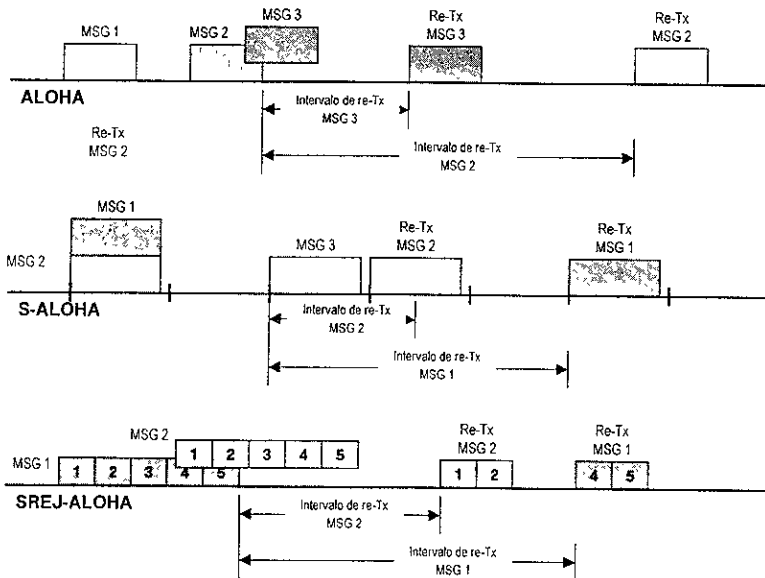 MSG 1
MSG 2
MSG 3
Re-Tx
MSG 3
Re-Tx
MSG 2
ALOHA
Intervalo de re-Tx
MSG 3
Re-Tx
MSG 2
Intervalo de re-Tx
MSG 2
MSG 1
MSG 2
MSG 3
Re-Tx
MSG 2
Re-Tx
MSG 1
S-ALOHA
Intervalo de re-Tx
MSG 2
Intervalo de re-Tx
MSG 1
MSG 2
1 2 3 4 5
MSG 1
1 2 3 4 5
Re-Tx
MSG 2
1 2
Re-Tx
MSG 1
4 5
SREJ-ALOHA
Intervalo de re-Tx
MSG 2
Intervalo de re-Tx
MSG 1